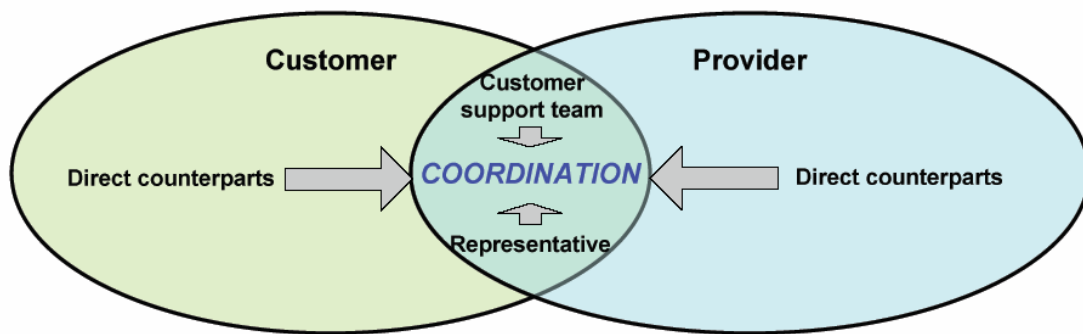 Customer
Provider
Customer
support team
Direct counterparts
COORDINATION
Direct counterparts
Representative